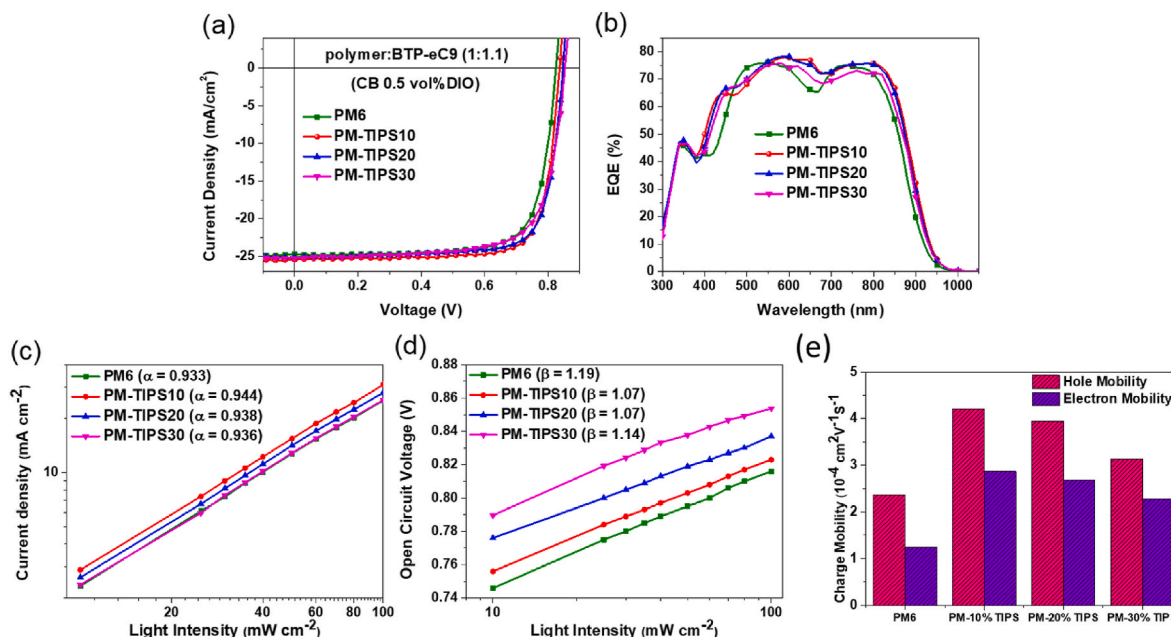 (a)
polymer:BTP-eC9 (1:1.1)
(CB 0.5 vol%DIO)
PM6
PM-TIPS10
PM-TIPS20
PM-TIPS30
0
-5
-10
-15
-20
-25
0.0 0.2 0.4 0.6 0.8
Current Density (mA/cm²)
Voltage (V)
(b)
80
70
60
50
40
30
20
10
0
PM6
PM-TIPS10
PM-TIPS20
PM-TIPS30
300 400 500 600 700 800 900 1000
EQE (%)
Wavelength (nm)
(c)
PM6 (α = 0.933)
PM-TIPS10 (α = 0.944)
PM-TIPS20 (α = 0.938)
PM-TIPS30 (α = 0.936)
10
20 40 60 80 100
Current density (mA cm⁻²)
Light Intensity (mW cm⁻²)
(d)
0.88
0.86
0.84
0.82
0.80
0.78
0.76
0.74
PM6 (β = 1.19)
PM-TIPS10 (β = 1.07)
PM-TIPS20 (β = 1.07)
PM-TIPS30 (β = 1.14)
10 100
Open Circuit Voltage (V)
Light Intensity (mW cm⁻²)
(e)
5
4
3
2
1
0
Hole Mobility
Electron Mobility
Charge Mobility (10⁻⁴ cm²V⁻¹S⁻¹)
PM6 PM-10% TIPS PM-20% TIPS PM-30% TIP